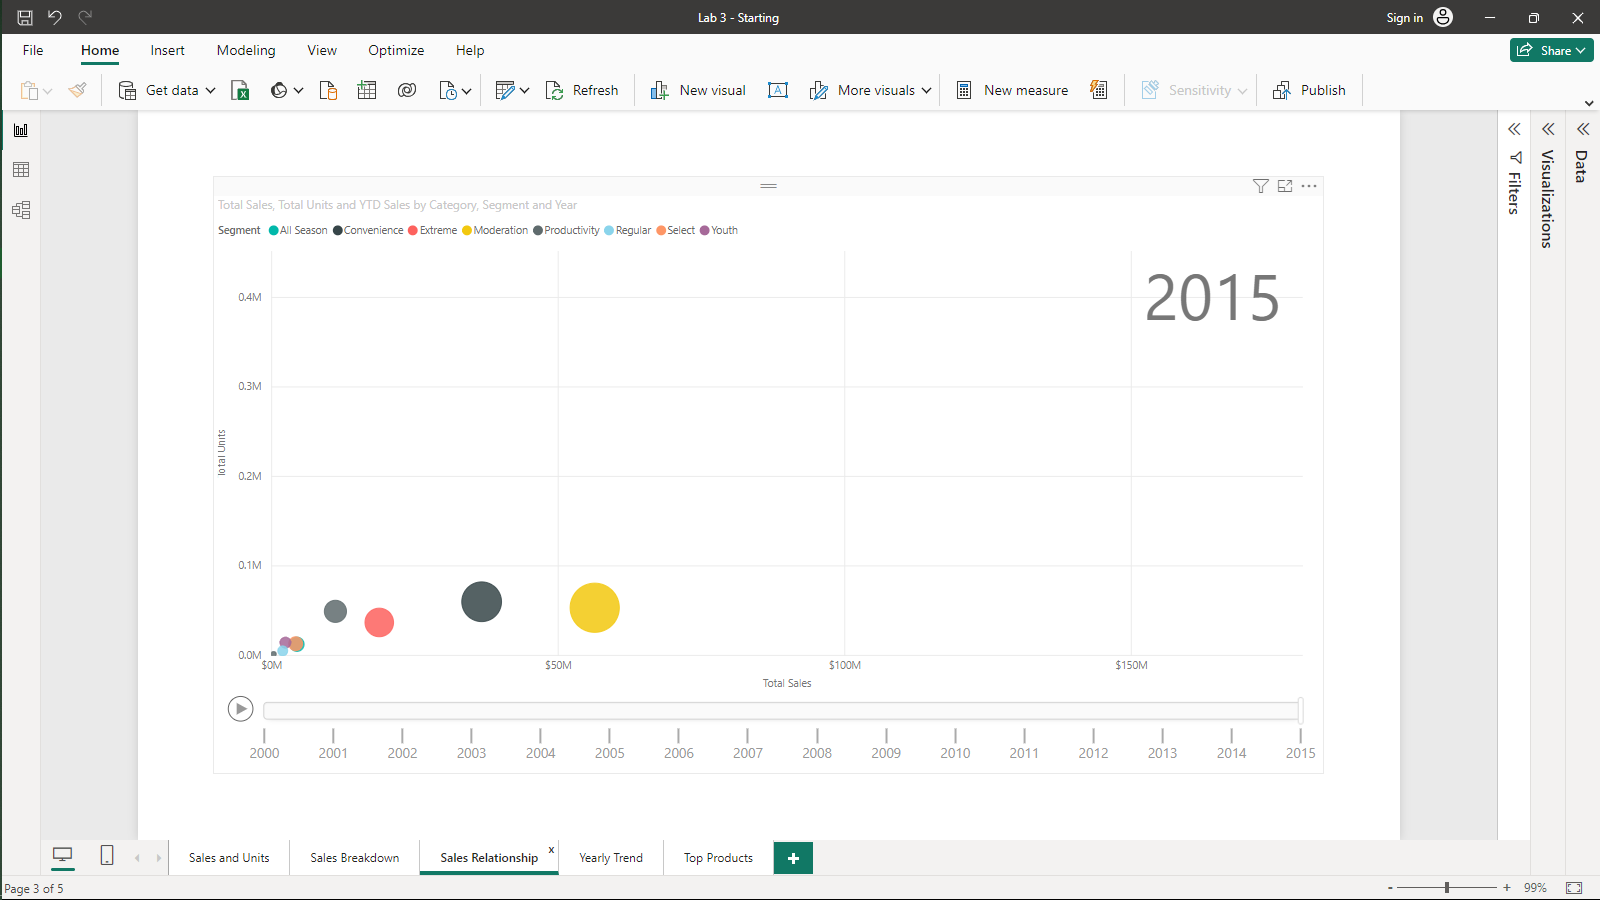 Lab 3 - Starting
Sign in
File
Home
Insert
Modeling
View
Optimize
Help
Share
Get data
Refresh
New visual
More visuals
New measure
Sensitivity
Publish
Filters
Visualizations
Data
Total Sales, Total Units and YTD Sales by Category, Segment and Year
Segment All Season Convenience Extreme Moderation Productivity Regular Select Youth
2015
0.4M
0.3M
0.2M
0.1M
0.0M
Total Units
$0M $50M $100M $150M
Total Sales
2000 2001 2002 2003 2004 2005 2006 2007 2008 2009 2010 2011 2012 2013 2014 2015
Sales and Units
Sales Breakdown
Sales Relationship
x
Yearly Trend
Top Products
+
Page 3 of 5
- + 99%